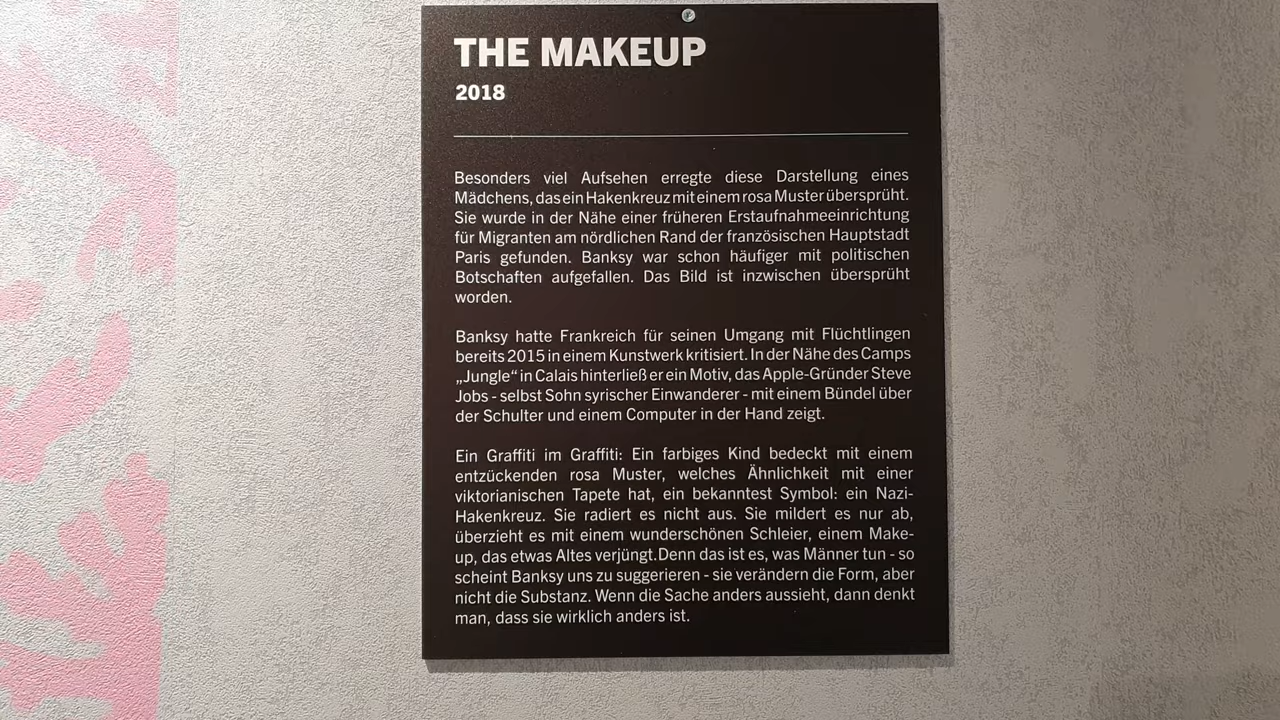 THE MAKEUP
2018
Besonders viel Aufsehen erregte diese Darstellung eines
Mädchens, das ein Hakenkreuz mit einem rosa Muster übersprüht.
Sie wurde in der Nähe einer früheren Erstaufnahmeeinrichtung
für Migranten am nördlichen Rand der französischen Hauptstadt
Paris gefunden. Banksy war schon häufiger mit politischen
Botschaften aufgefallen. Das Bild ist inzwischen übersprüht
worden.
Banksy hatte Frankreich für seinen Umgang mit Flüchtlingen
bereits 2015 in einem Kunstwerk kritisiert. In der Nähe des Camps
„Jungle“ in Calais hinterließ er ein Motiv, das Apple-Gründer Steve
Jobs - selbst Sohn syrischer Einwanderer - mit einem Bündel über
der Schulter und einem Computer in der Hand zeigt.
Ein Graffiti im Graffiti: Ein farbiges Kind bedeckt mit einem
entzückenden rosa Muster, welches Ähnlichkeit mit einer
viktorianischen Tapete hat, ein bekanntest Symbol: ein Nazi-
Hakenkreuz. Sie radiert es nicht aus. Sie mildert es nur ab,
überzieht es mit einem wunderschönen Schleier, einem Make-
up, das etwas Altes verjüngt.Denn das ist es, was Männer tun - so
scheint Banksy uns zu suggerieren - sie verändern die Form, aber
nicht die Substanz. Wenn die Sache anders aussieht, dann denkt
man, dass sie wirklich anders ist.